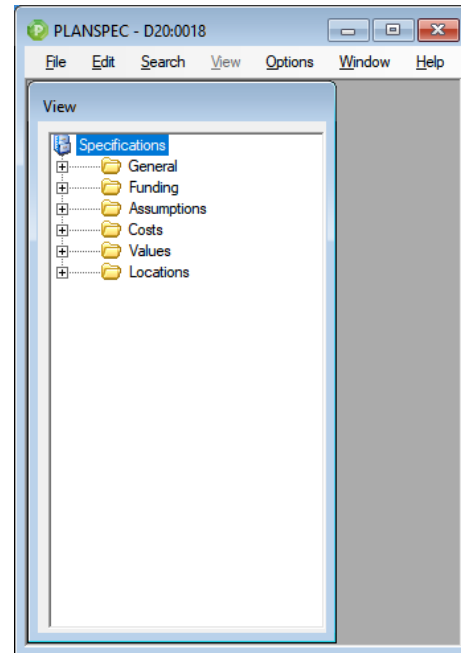 PLANSPEC - D20:0018
File Edit Search View Options Window Help
View
Specifications
General
Funding
Assumptions
Costs
Values
Locations